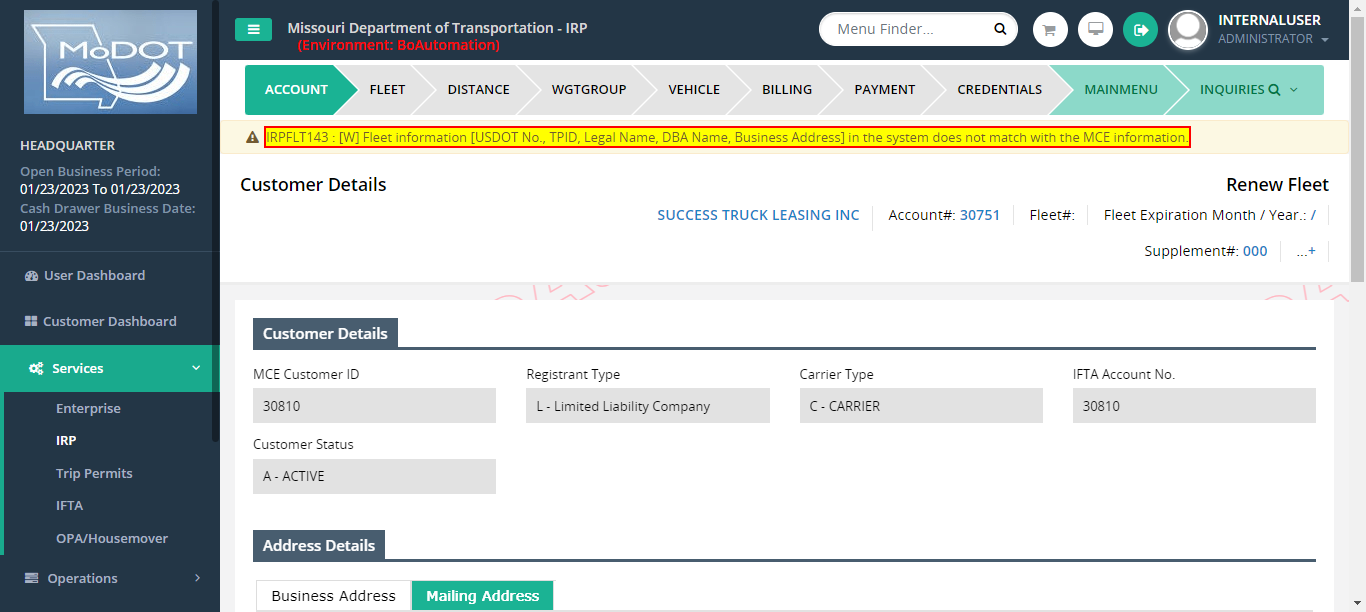 MoDOT
Missouri Department of Transportation - IRP
(Environment: BoAutomation)
Menu Finder...
INTERNALUSER
ADMINISTRATOR
ACCOUNT
FLEET
DISTANCE
WGTGROUP
VEHICLE
BILLING
PAYMENT
CREDENTIALS
MAINMENU
INQUIRIES
IRPFLT143 : [W] Fleet information [USDOT No., TPID, Legal Name, DBA Name, Business Address] in the system does not match with the MCE information.
HEADQUARTER
Open Business Period:
01/23/2023 To 01/23/2023
Cash Drawer Business Date:
01/23/2023
User Dashboard
Customer Dashboard
Services
Enterprise
IRP
Trip Permits
IFTA
OPA/Housemover
Operations
Customer Details
Renew Fleet
SUCCESS TRUCK LEASING INC
Account#: 30751
Fleet#:
Fleet Expiration Month / Year.: /
Supplement#: 000
...+
Customer Details
MCE Customer ID
30810
Registrant Type
L - Limited Liability Company
Carrier Type
C - CARRIER
IFTA Account No.
30810
Customer Status
A - ACTIVE
Address Details
Business Address
Mailing Address